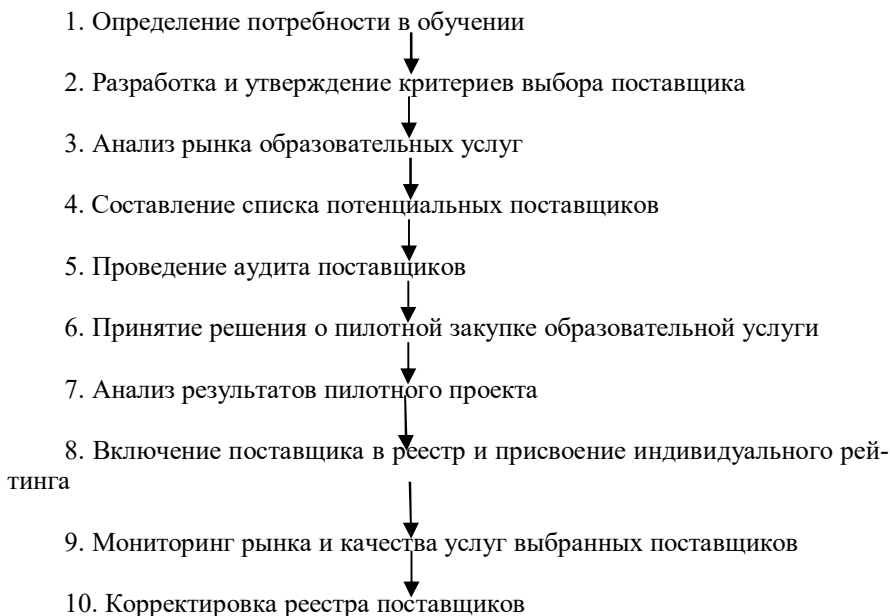 1. Определение потребности в обучении
2. Разработка и утверждение критериев выбора поставщика
3. Анализ рынка образовательных услуг
4. Составление списка потенциальных поставщиков
5. Проведение аудита поставщиков
6. Принятие решения о пилотной закупке образовательной услуги
7. Анализ результатов пилотного проекта
8. Включение поставщика в реестр и присвоение индивидуального рей-
тинга
9. Мониторинг рынка и качества услуг выбранных поставщиков
10. Корректировка реестра поставщиков